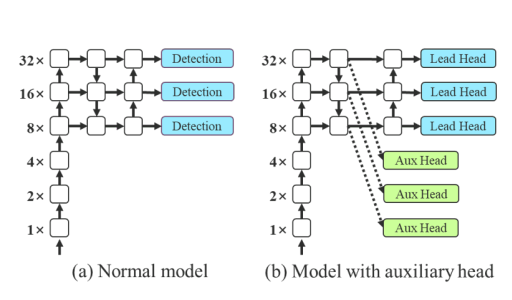 32× Detection 32× Lead Head
16× Detection 16× Lead Head
8× Detection 8× Lead Head
4× 4× Aux Head
2× 2× Aux Head
1× 1× Aux Head
(a) Normal model (b) Model with auxiliary head